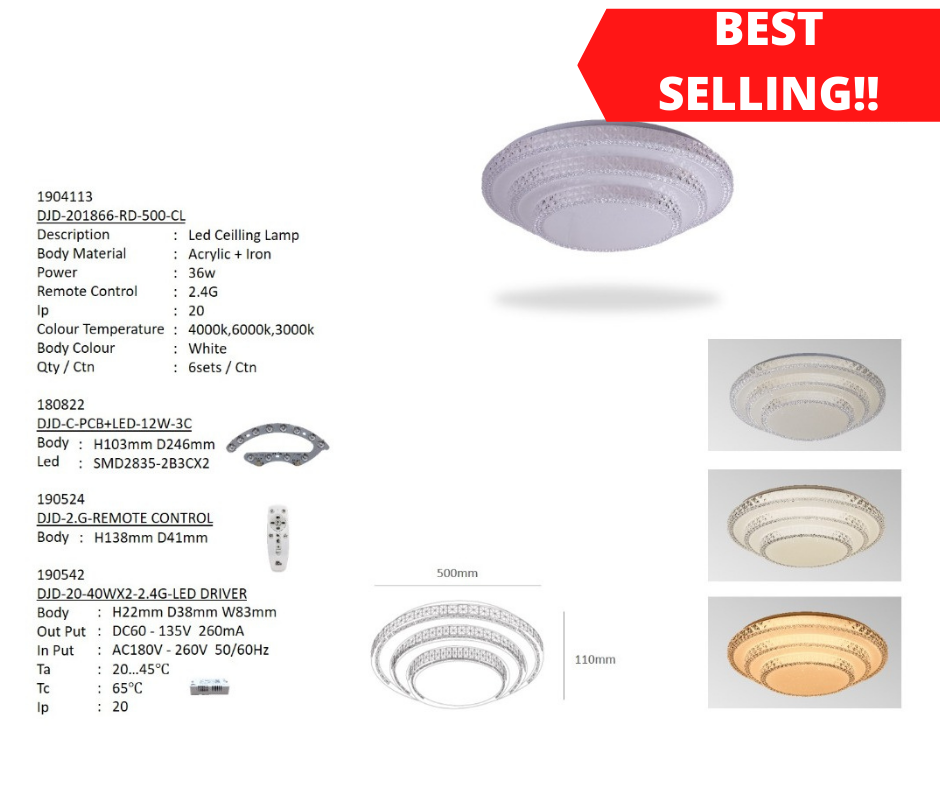 BEST
SELLING!!
1904113
DJD-201866-RD-500-CL
Description : Led Ceilling Lamp
Body Material : Acrylic + Iron
Power : 36w
Remote Control : 2.4G
Ip : 20
Colour Temperature : 4000k,6000k,3000k
Body Colour : White
Qty / Ctn : 6sets / Ctn
180822
DJD-C-PCB+LED-12W-3C
Body : H103mm D246mm
Led : SMD2835-2B3CX2
190524
DJD-2.G-REMOTE CONTROL
Body : H138mm D41mm
190542
DJD-20-40WX2-2.4G-LED DRIVER
Body : H22mm D38mm W83mm
Out Put : DC60 - 135V 260mA
In Put : AC180V - 260V 50/60Hz
Ta : 20...45℃
Tc : 65℃
Ip : 20
500mm
110mm